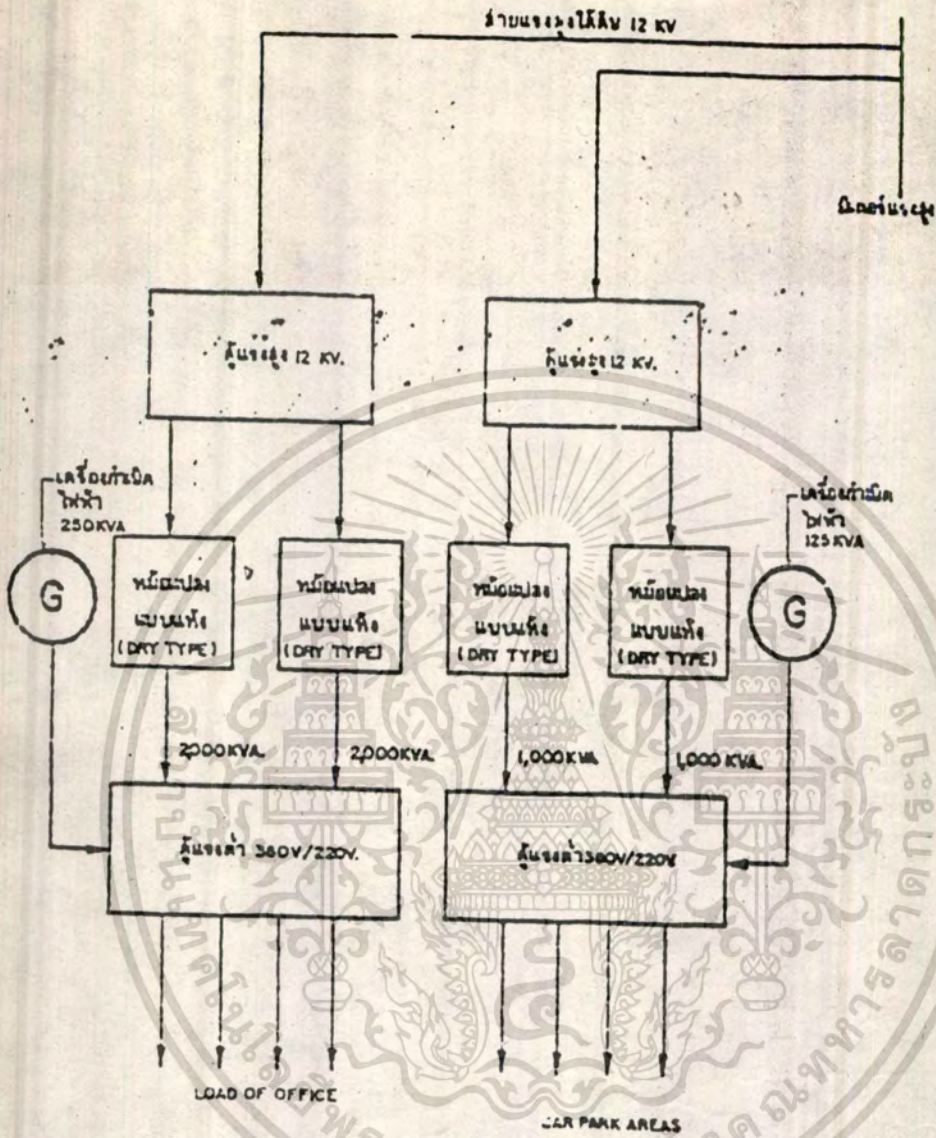 สายแรงสูงใต้ดิน 12 KV
มิเตอร์แรงสูง
ตู้แรงสูง 12 KV.
ตู้แรงสูง 12 KV.
เครื่องกำเนิด
ไฟฟ้า
250 KVA
G
หม้อแปลง
แบบแห้ง
(DRY TYPE)
หม้อแปลง
แบบแห้ง
(DRY TYPE)
หม้อแปลง
แบบแห้ง
(DRY TYPE)
หม้อแปลง
แบบแห้ง
(DRY TYPE)
เครื่องกำเนิด
ไฟฟ้า
125 KVA
G
2,000 KVA.
2,000 KVA.
1,000 KVA
1,000 KVA.
ตู้แรงต่ำ 380V/220V.
ตู้แรงต่ำ 380V/220V
LOAD OF OFFICE
CAR PARK AREAS